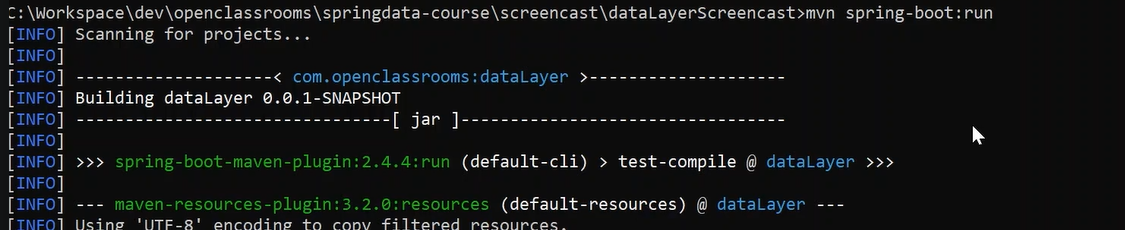 C:\Workspace\dev\openclassrooms\springdata-course\screencast\dataLayerScreencast>mvn spring-boot:run
[INFO] Scanning for projects...
[INFO]
[INFO] --------------------< com.openclassrooms:dataLayer >--------------------
[INFO] Building dataLayer 0.0.1-SNAPSHOT
[INFO] --------------------------------[ jar ]---------------------------------
[INFO]
[INFO] >>> spring-boot-maven-plugin:2.4.4:run (default-cli) > test-compile @ dataLayer >>>
[INFO]
[INFO] --- maven-resources-plugin:3.2.0:resources (default-resources) @ dataLayer ---
[INFO] Using 'UTF-8' encoding to copy filtered resources.